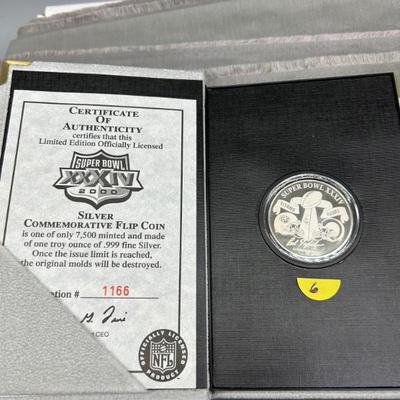 CERTIFICATE
OF
AUTHENTICITY
certifies that this
Limited Edition Officially Licensed
SUPER BOWL
XXXIV
2000
SILVER
COMMEMORATIVE FLIP COIN
is one of only 7,500 minted and made
of one troy ounce of .999 fine Silver.
Once the issue limit is reached,
the original molds will be destroyed.
ation # 1166
CEO
OFFICIALLY LICENSED
NFL
PRODUCT
SUPER BOWL XXXIV
6